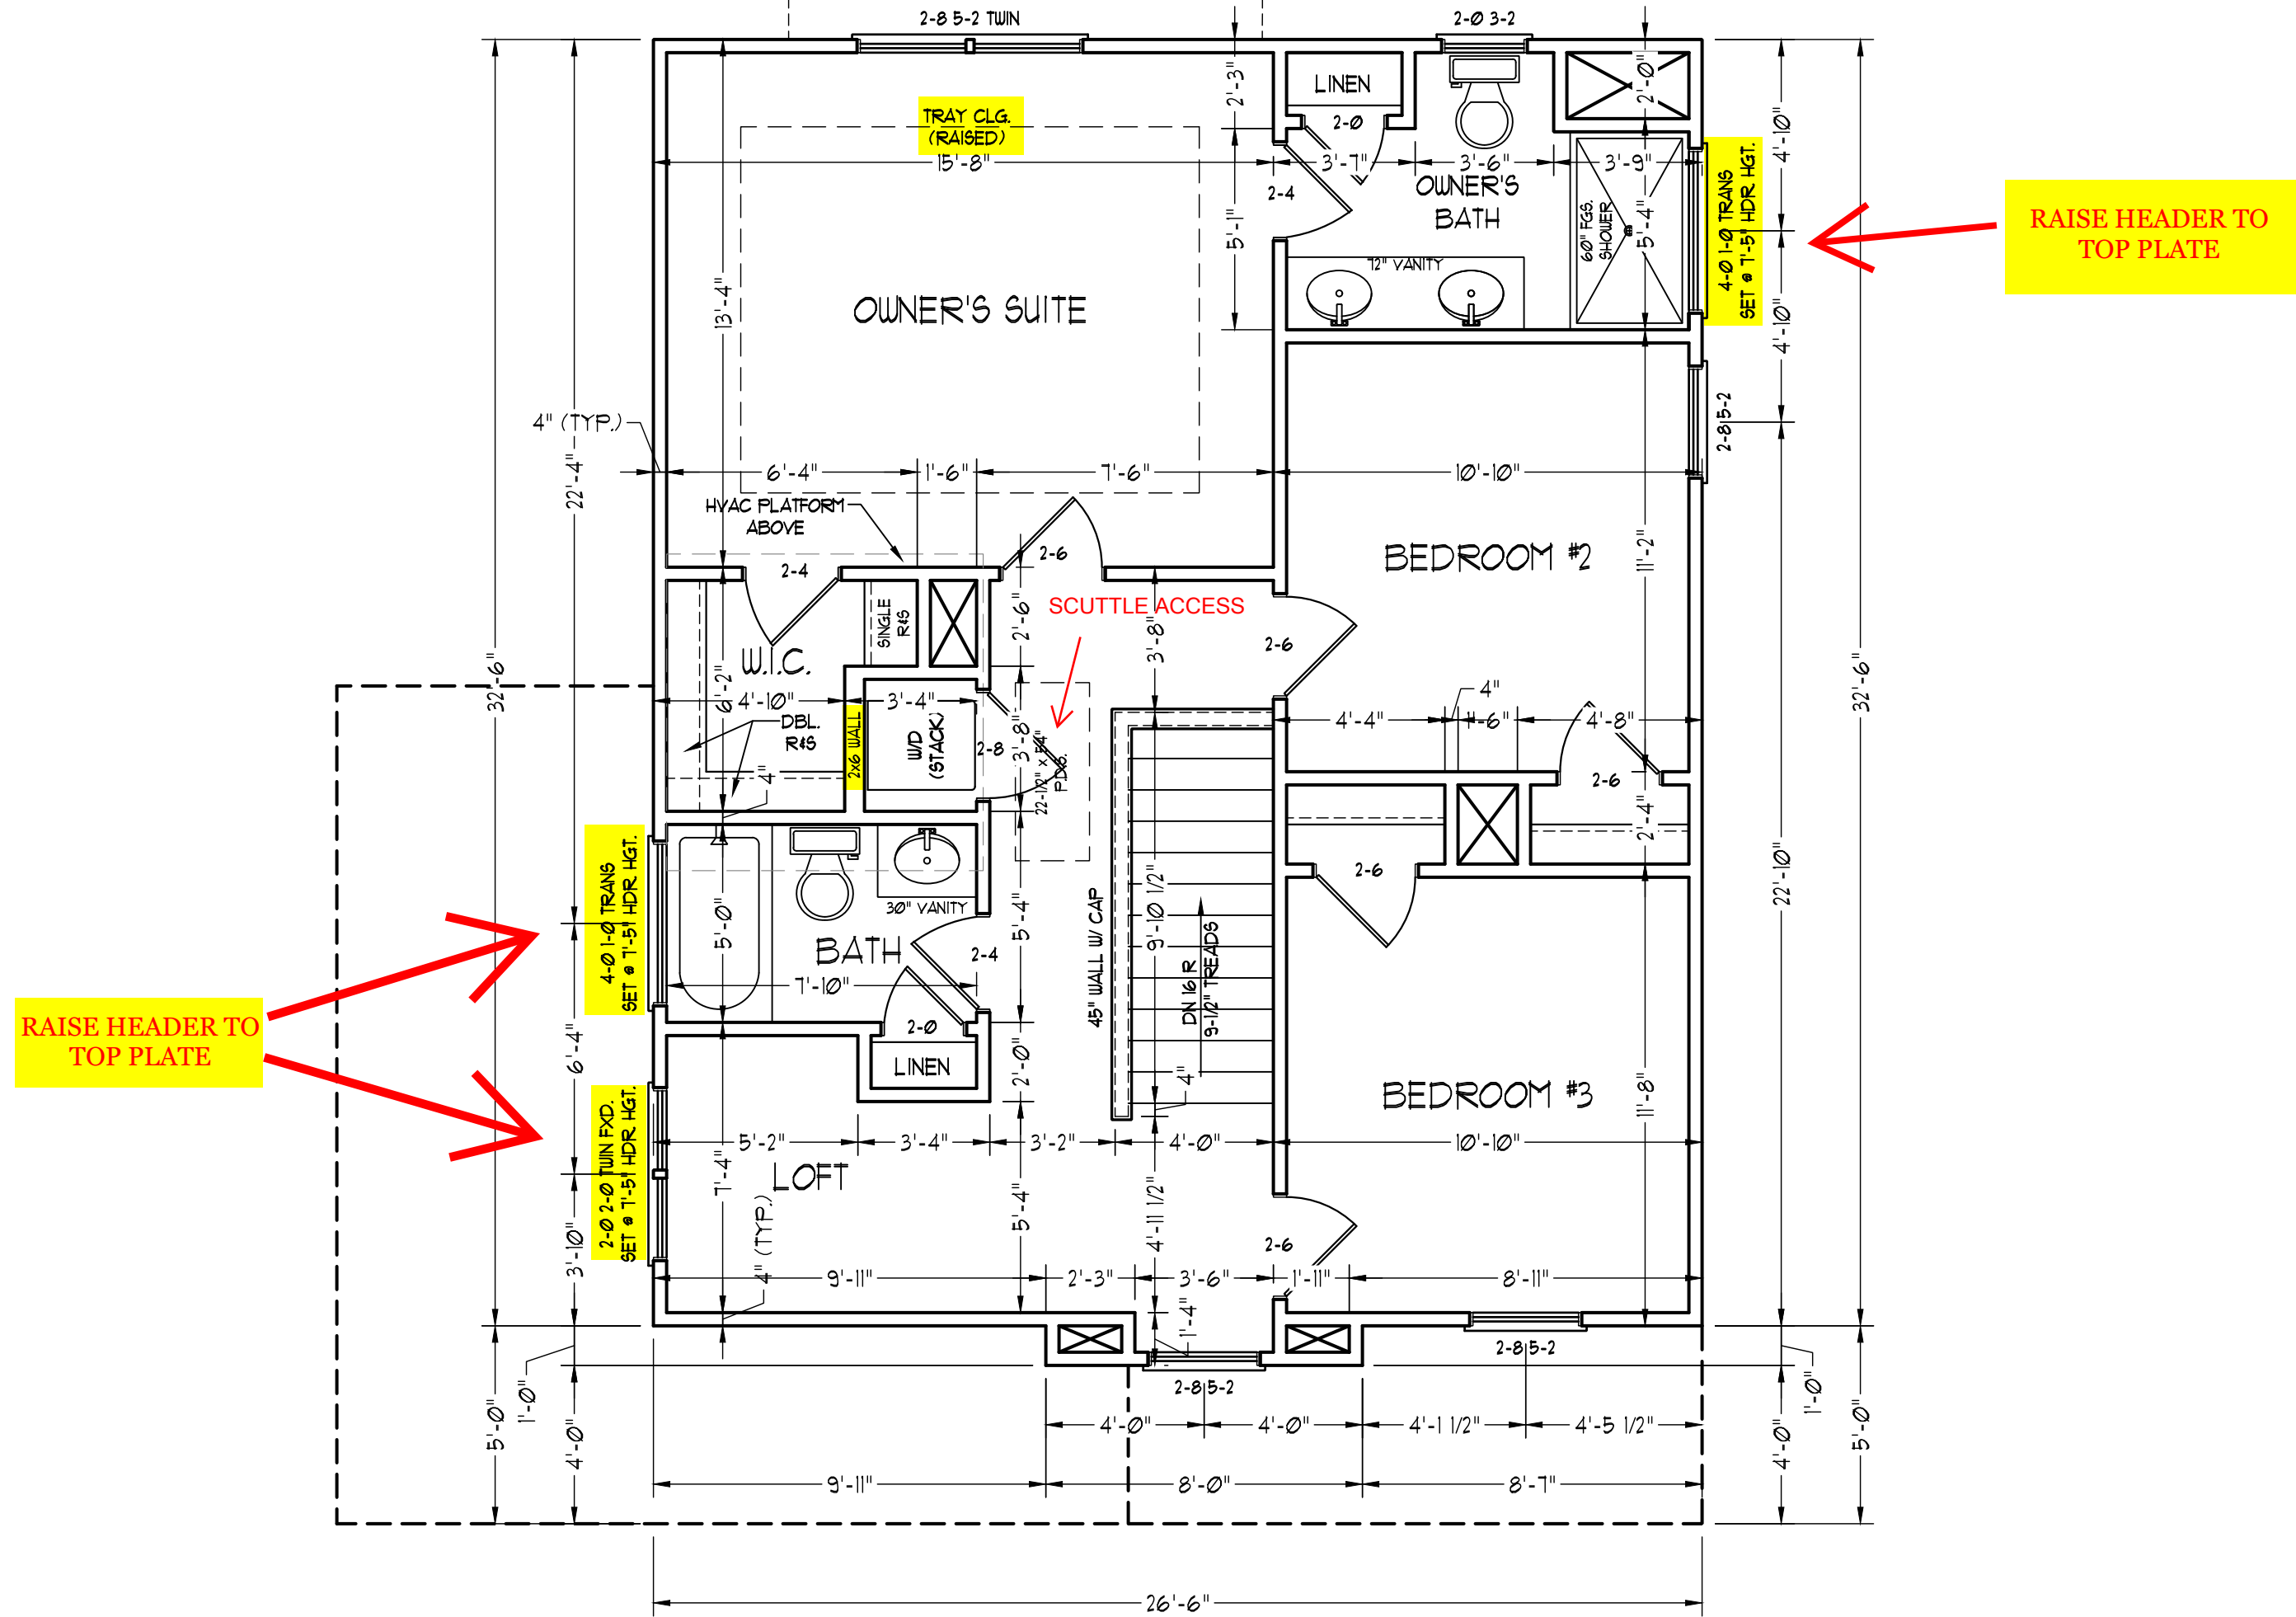 2-8 5-2 TWIN
2-0 3-2
LINEN
2-0
2'-3"
2'-0"
4'-10"
TRAY CLG.
(RAISED)
15'-8"
3'-7"
3'-6"
3'-9"
2-4
OWNER'S
BATH
5'-1"
60" FGS.
SHOWER
5'-4"
4-0 1-0 TRANS
SET @ 7'-5" HDR HGT.
RAISE HEADER TO
TOP PLATE
72" VANITY
4'-10"
13'-4"
OWNER'S SUITE
4" (TYP.)
22'-4"
2-8 5-2
6'-4"
1'-6"
7'-6"
10'-10"
HVAC PLATFORM
ABOVE
2-6
2-4
BEDROOM #2
11'-2"
SINGLE
R&S
2'-6"
SCUTTLE ACCESS
3'-8"
2-6
W.I.C.
32'-6"
32'-6"
6'-2"
4'-10"
3'-4"
DBL.
R&S
2x6 WALL
W/D
(STACK)
2-8
3'-8"
22-1/2" x 54"
P.D.S.
4"
4'-4"
1'-6"
4'-8"
4"
2-6
2'-4"
2-6
4-0 1-0 TRANS
SET @ 7'-5" HDR HGT.
5'-0"
30" VANITY
BATH
7'-10"
2-4
5'-4"
45" WALL W/ CAP
9'-10 1/2"
DN 16 R
9-1/2" TREADS
22'-10"
RAISE HEADER TO
TOP PLATE
6'-4"
2-0
LINEN
2'-0"
4"
BEDROOM #3
11'-8"
2-0 2-0 TWIN FXD.
SET @ 7'-5" HDR HGT.
5'-2"
3'-4"
3'-2"
4'-0"
10'-10"
LOFT
7'-4"
4" (TYP.)
5'-4"
4'-11 1/2"
3'-10"
2-6
9'-11"
2'-3"
3'-6"
1'-11"
8'-11"
1'-4"
2-8 5-2
2-8 5-2
1'-0"
1'-0"
5'-0"
4'-0"
4'-0"
4'-0"
4'-1 1/2"
4'-5 1/2"
4'-0"
5'-0"
9'-11"
8'-0"
8'-7"
26'-6"